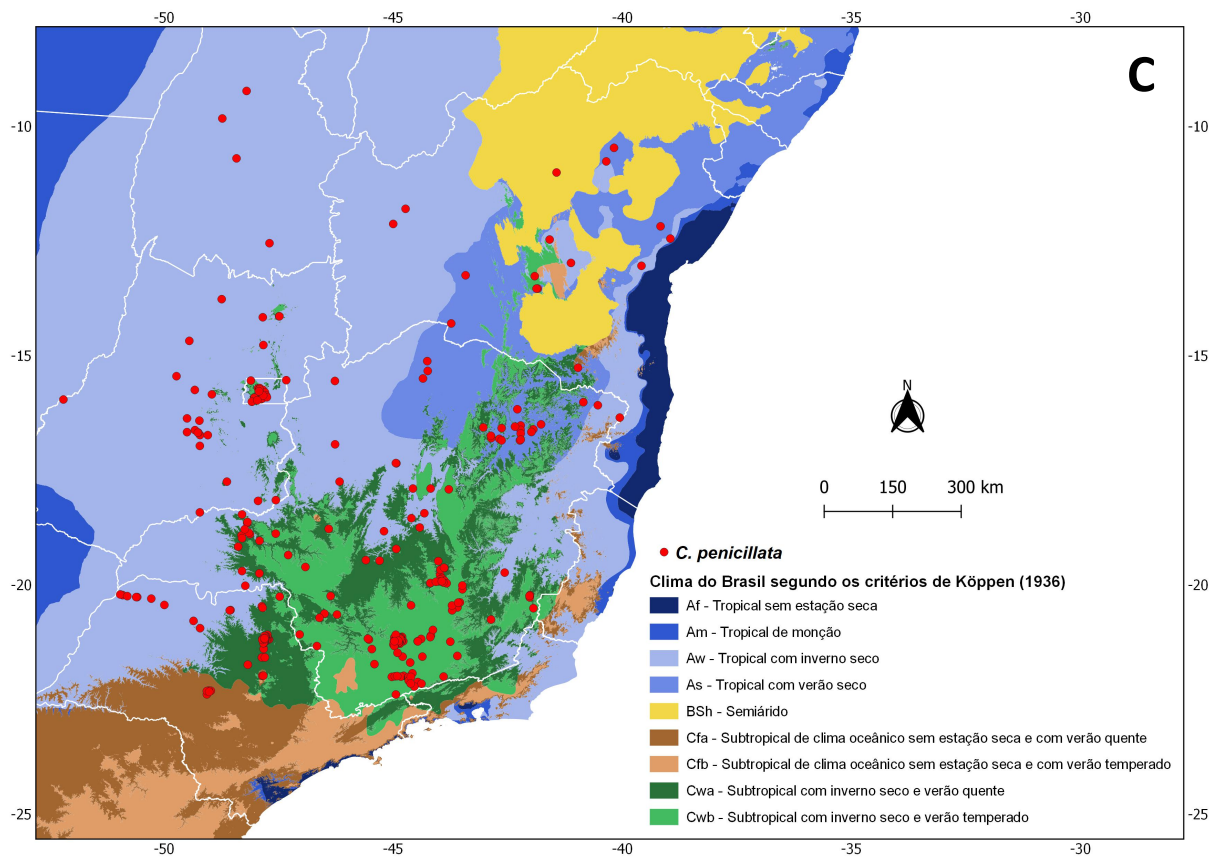 -50 -45 -40 -35 -30
C
-10 -10
-15 -15
N
0 150 300 km
C. penicillata
Clima do Brasil segundo os critérios de Köppen (1936)
Af - Tropical sem estação seca
-20 -20
Am - Tropical de monção
Aw - Tropical com inverno seco
As - Tropical com verão seco
BSh - Semiárido
Cfa - Subtropical de clima oceânico sem estação seca e com verão quente
Cfb - Subtropical de clima oceânico sem estação seca e com verão temperado
Cwa - Subtropical com inverno seco e verão quente
-25 -25
Cwb - Subtropical com inverno seco e verão temperado
-50 -45 -40 -35 -30